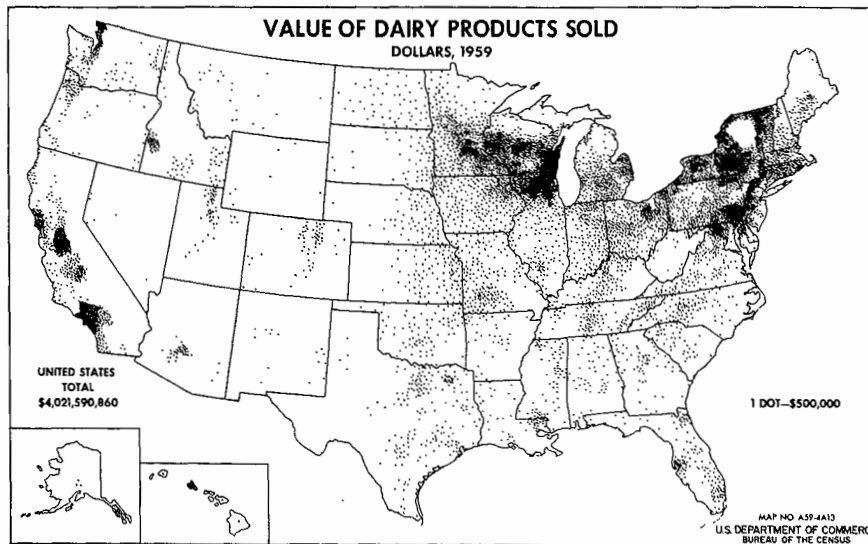 VALUE OF DAIRY PRODUCTS SOLD
DOLLARS, 1959
UNITED STATES
TOTAL
$4,021,590,860
1 DOT—$500,000
MAP NO A59-4A13
U.S. DEPARTMENT OF COMMERC
BUREAU OF THE CENSUS